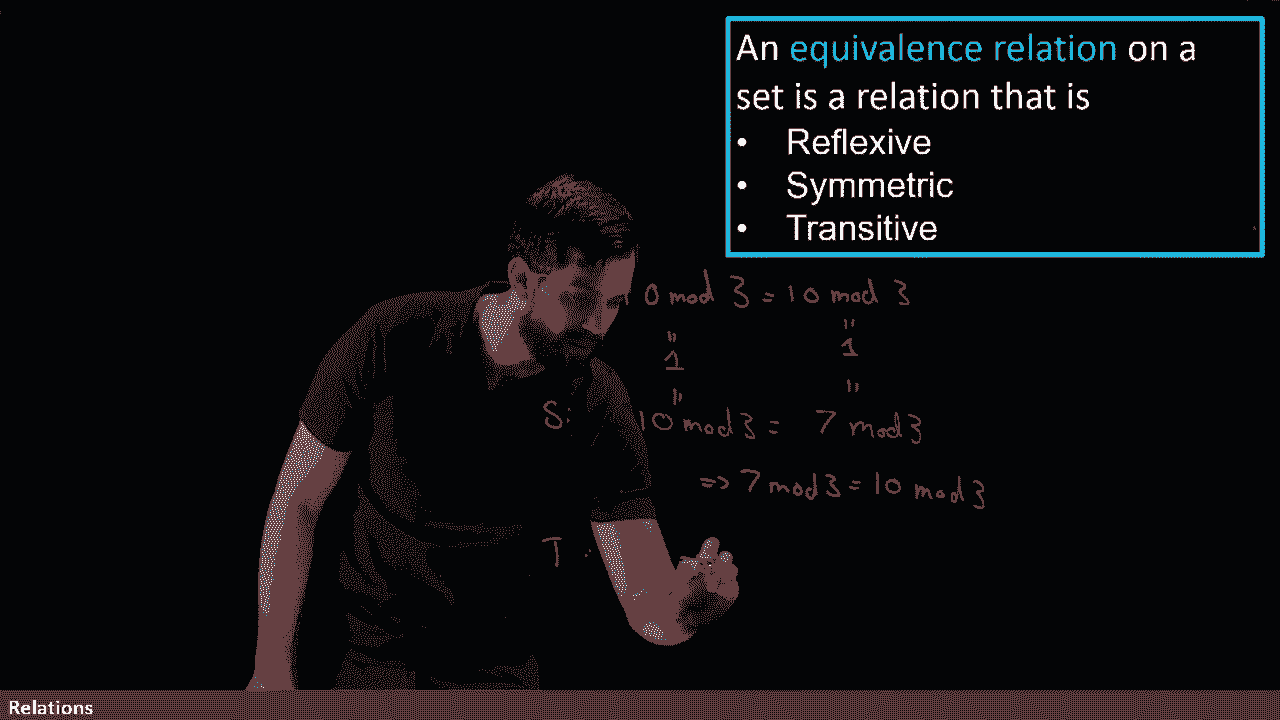 An equivalence relation on a
set is a relation that is
• Reflexive
• Symmetric
• Transitive
0 mod 3 = 10 mod 3
" "
1 1
" "
S: 10 mod 3 = 7 mod 3
=> 7 mod 3 = 10 mod 3
T:
Relations